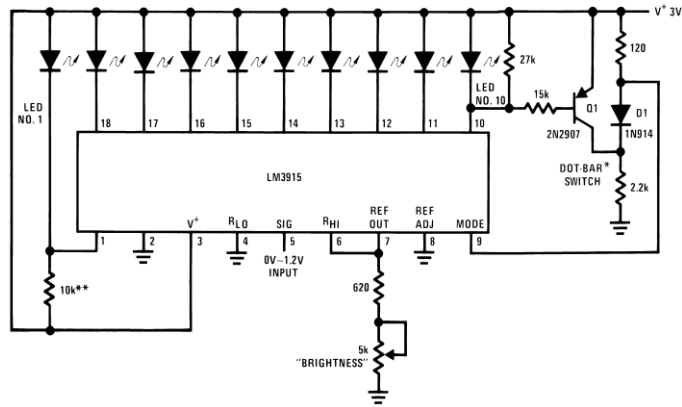 V+ 3V
120
27k
LED
NO. 1
LED
NO. 10
15k
Q1
2N2907
D1
1N914
DOT-BAR*
SWITCH
2.2k
18 17 16 15 14 13 12 11 10
LM3915
V+ RLO SIG RHI REF OUT REF ADJ MODE
1 2 3 4 5 6 7 8 9
0V–1.2V
INPUT
10k**
620
5k
"BRIGHTNESS"